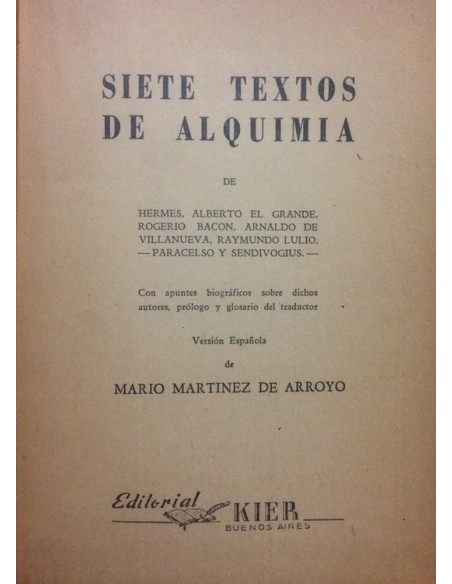 SIETE TEXTOS
DE ALQUIMIA
DE
HERMES, ALBERTO EL GRANDE,
ROGERIO BACON, ARNALDO DE
VILLANUEVA, RAYMUNDO LULIO,
—PARACELSO Y SENDIVOGIUS.—
Con apuntes biográficos sobre dichos
autores, prólogo y glosario del traductor
Versión Española
de
MARIO MARTINEZ DE ARROYO
Editorial
KIER
BUENOS AIRES